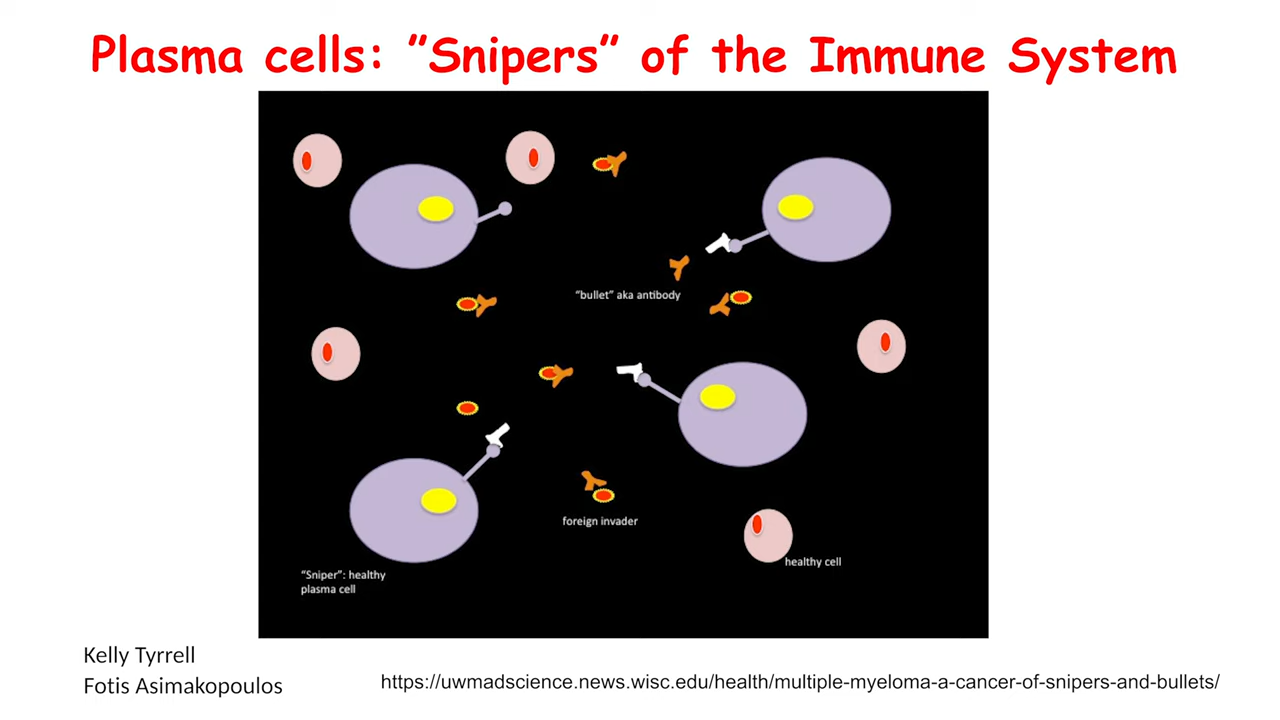 Plasma cells: ”Snipers” of the Immune System
“bullet” aka antibody
foreign invader
healthy cell
“Sniper”: healthy
plasma cell
Kelly Tyrrell
Fotis Asimakopoulos
https://uwmadscience.news.wisc.edu/health/multiple-myeloma-a-cancer-of-snipers-and-bullets/